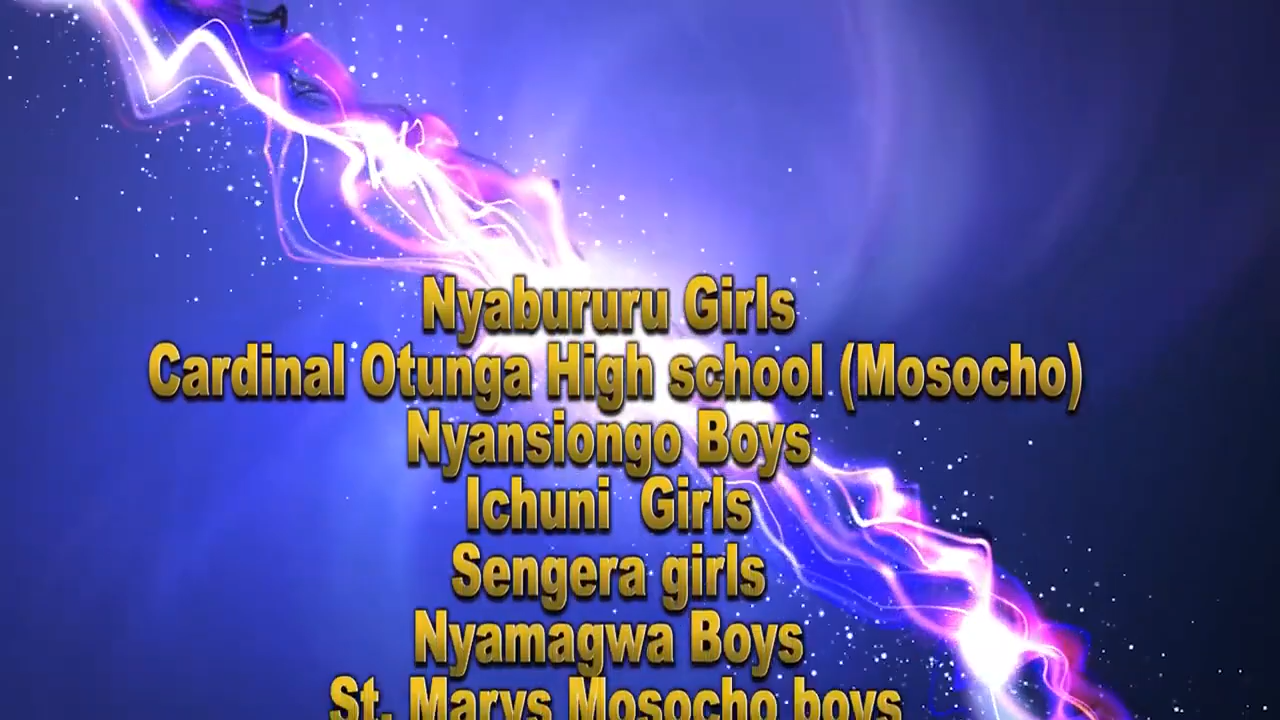 Nyabururu Girls
Cardinal Otunga High school (Mosocho)
Nyansiongo Boys
Ichuni Girls
Sengera girls
Nyamagwa Boys
St. Marys Mosocho boys